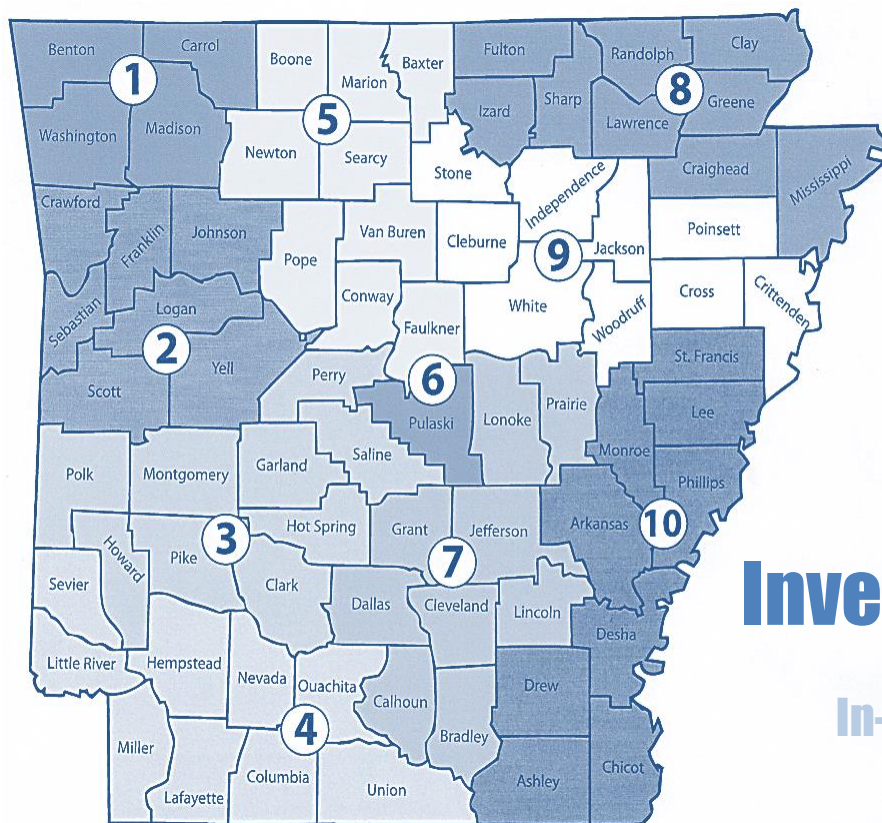 Benton
Carrol
Boone
Marion
Baxter
Fulton
Randolph
Clay
1
5
8
Izard
Sharp
Lawrence
Greene
Washington
Madison
Newton
Searcy
Stone
Independence
Craighead
Mississippi
Crawford
Franklin
Johnson
Pope
Van Buren
Cleburne
9
Jackson
Poinsett
Sebastian
Logan
Conway
Faulkner
White
Woodruff
Cross
Crittenden
2
Scott
Yell
Perry
6
Pulaski
Lonoke
Prairie
St. Francis
Lee
Monroe
Phillips
Polk
Montgomery
Garland
Saline
Hot Spring
Grant
Jefferson
Arkansas
10
Howard
Pike
3
7
Sevier
Clark
Dallas
Cleveland
Lincoln
Desha
Inve
Little River
Hempstead
Nevada
Ouachita
Calhoun
Bradley
Drew
4
In-
Miller
Lafayette
Columbia
Union
Ashley
Chicot